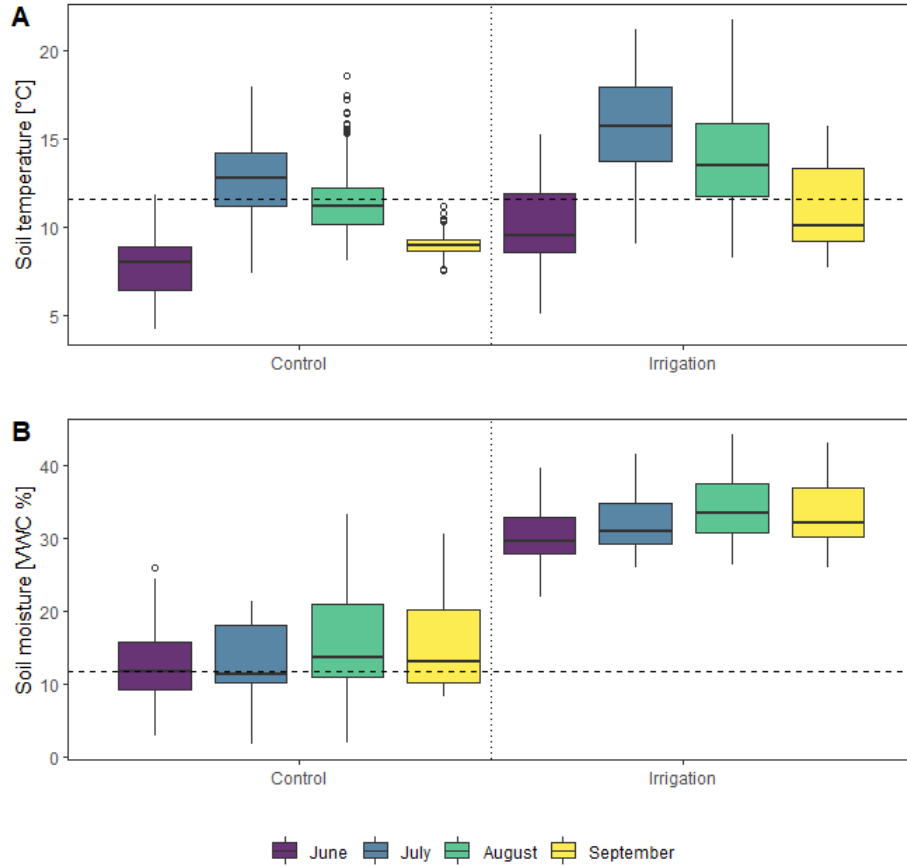 A
Soil temperature [°C]
20
15
10
5
Control Irrigation
B
Soil moisture [VWC %]
40
30
20
10
0
Control Irrigation
June July August September